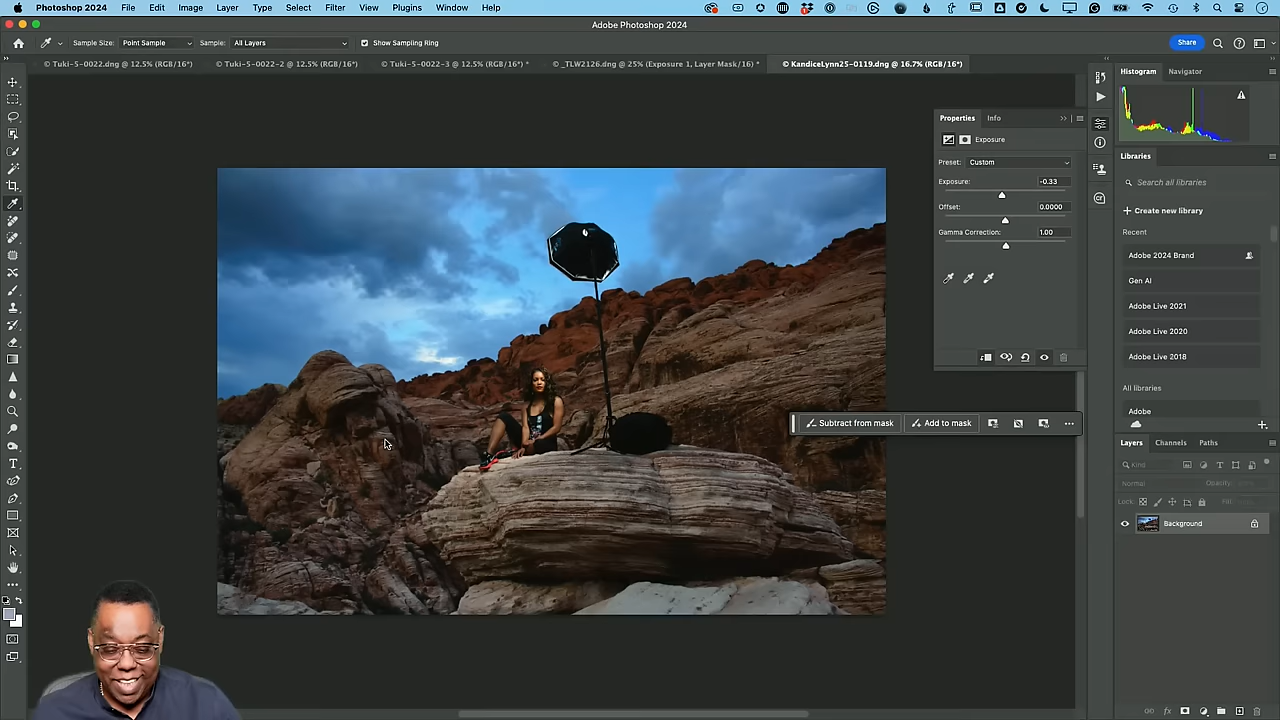 Photoshop 2024 File Edit Image Layer Type Select Filter View Plugins Window Help
Adobe Photoshop 2024
Sample Size: Point Sample Sample: All Layers Show Sampling Ring Share
© Tuki-5-0022.dng @ 12.5% (RGB/16*) © Tuki-5-0022-2 @ 12.5% (RGB/16*) © Tuki-5-0022-3 @ 12.5% (RGB/16*) * © _TLW2126.dng @ 25% (Exposure 1, Layer Mask/16) * © KandiceLynn25-0119.dng @ 16.7% (RGB/16*)
Histogram Navigator
Properties Info
Exposure
Preset: Custom
Exposure: -0.33
Offset: 0.0000
Gamma Correction: 1.00
Subtract from mask Add to mask
Libraries
Search all libraries
Create new library
Recent
Adobe 2024 Brand
Gen AI
Adobe Live 2021
Adobe Live 2020
Adobe Live 2018
All libraries
Adobe
Layers Channels Paths
Kind
Normal Opacity:
Lock: Fill:
Background